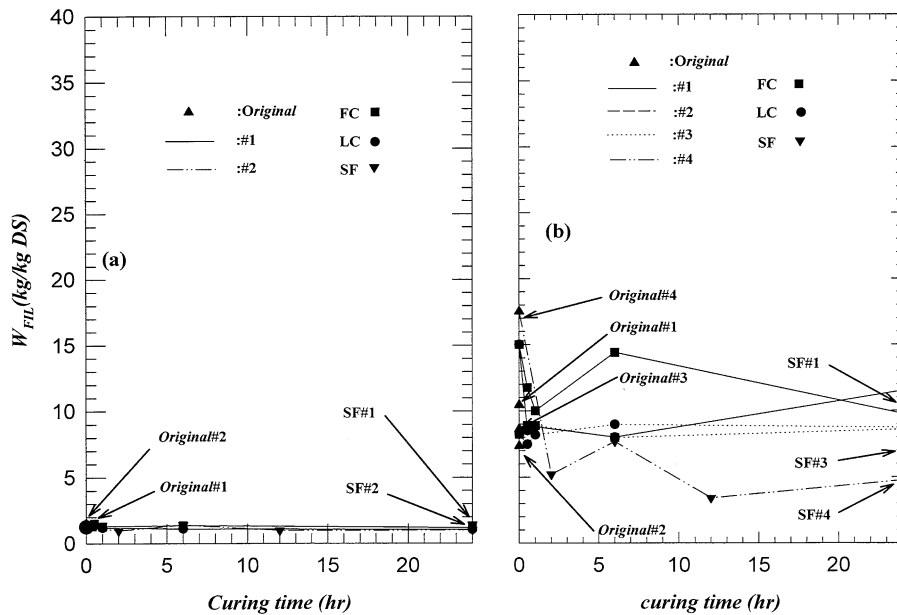 40
35
30
25
20
15
10
5
0
W_FIL (kg/kg DS)
:Original
:#1
:#2
FC
LC
SF
(a)
Original#2
Original#1
SF#1
SF#2
0 5 10 15 20
Curing time (hr)
:Original
:#1
:#2
:#3
:#4
FC
LC
SF
(b)
Original#4
Original#1
Original#3
Original#2
SF#1
SF#3
SF#4
0 5 10 15 20
curing time (hr)